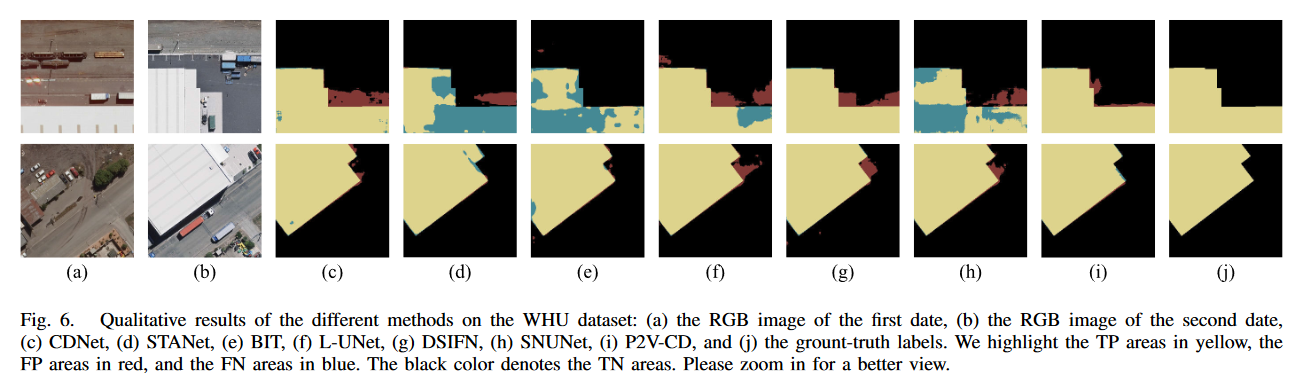 (a) (b) (c) (d) (e) (f) (g) (h) (i) (j)
Fig. 6. Qualitative results of the different methods on the WHU dataset: (a) the RGB image of the first date, (b) the RGB image of the second date,
(c) CDNet, (d) STANet, (e) BIT, (f) L-UNet, (g) DSIFN, (h) SNUNet, (i) P2V-CD, and (j) the grount-truth labels. We highlight the TP areas in yellow, the
FP areas in red, and the FN areas in blue. The black color denotes the TN areas. Please zoom in for a better view.